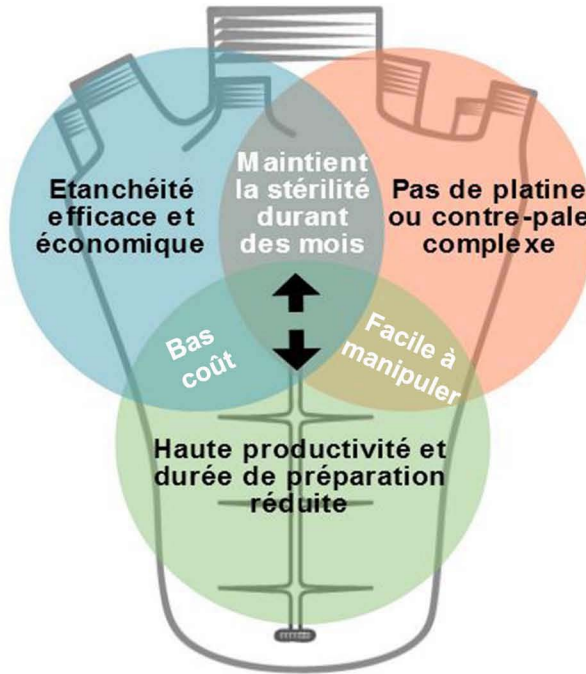 Etanchéité
efficace et
économique
Maintient
la stérilité
durant
des mois
Pas de platine
ou contre-pale
complexe
Bas
coût
Facile à
manipuler
Haute productivité et
durée de préparation
réduite